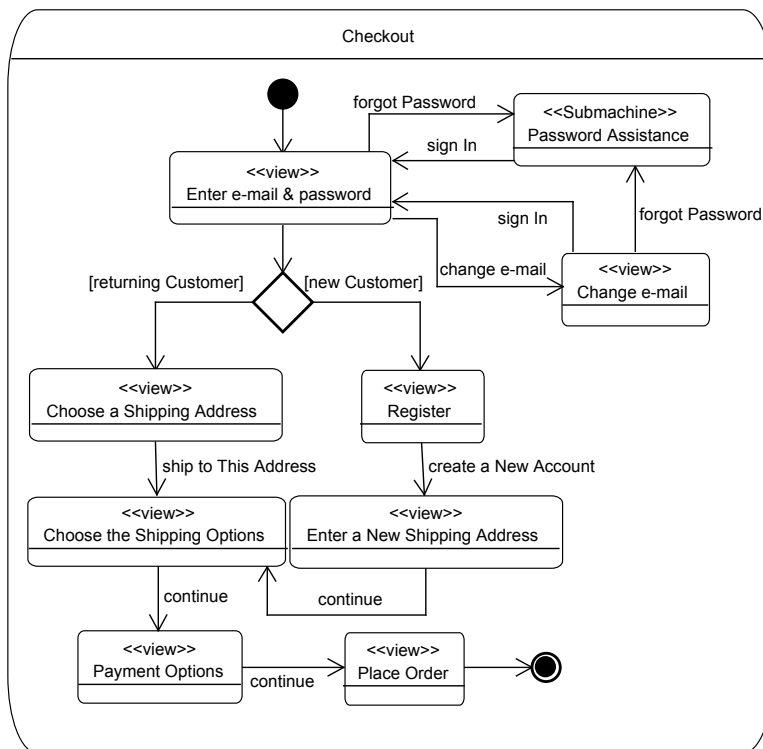 Checkout
forgot Password
<<Submachine>>
Password Assistance
sign In
<<view>>
Enter e-mail & password
sign In
forgot Password
change e-mail
<<view>>
Change e-mail
[returning Customer]
[new Customer]
<<view>>
Choose a Shipping Address
<<view>>
Register
ship to This Address
create a New Account
<<view>>
Choose the Shipping Options
<<view>>
Enter a New Shipping Address
continue
continue
<<view>>
Payment Options
continue
<<view>>
Place Order